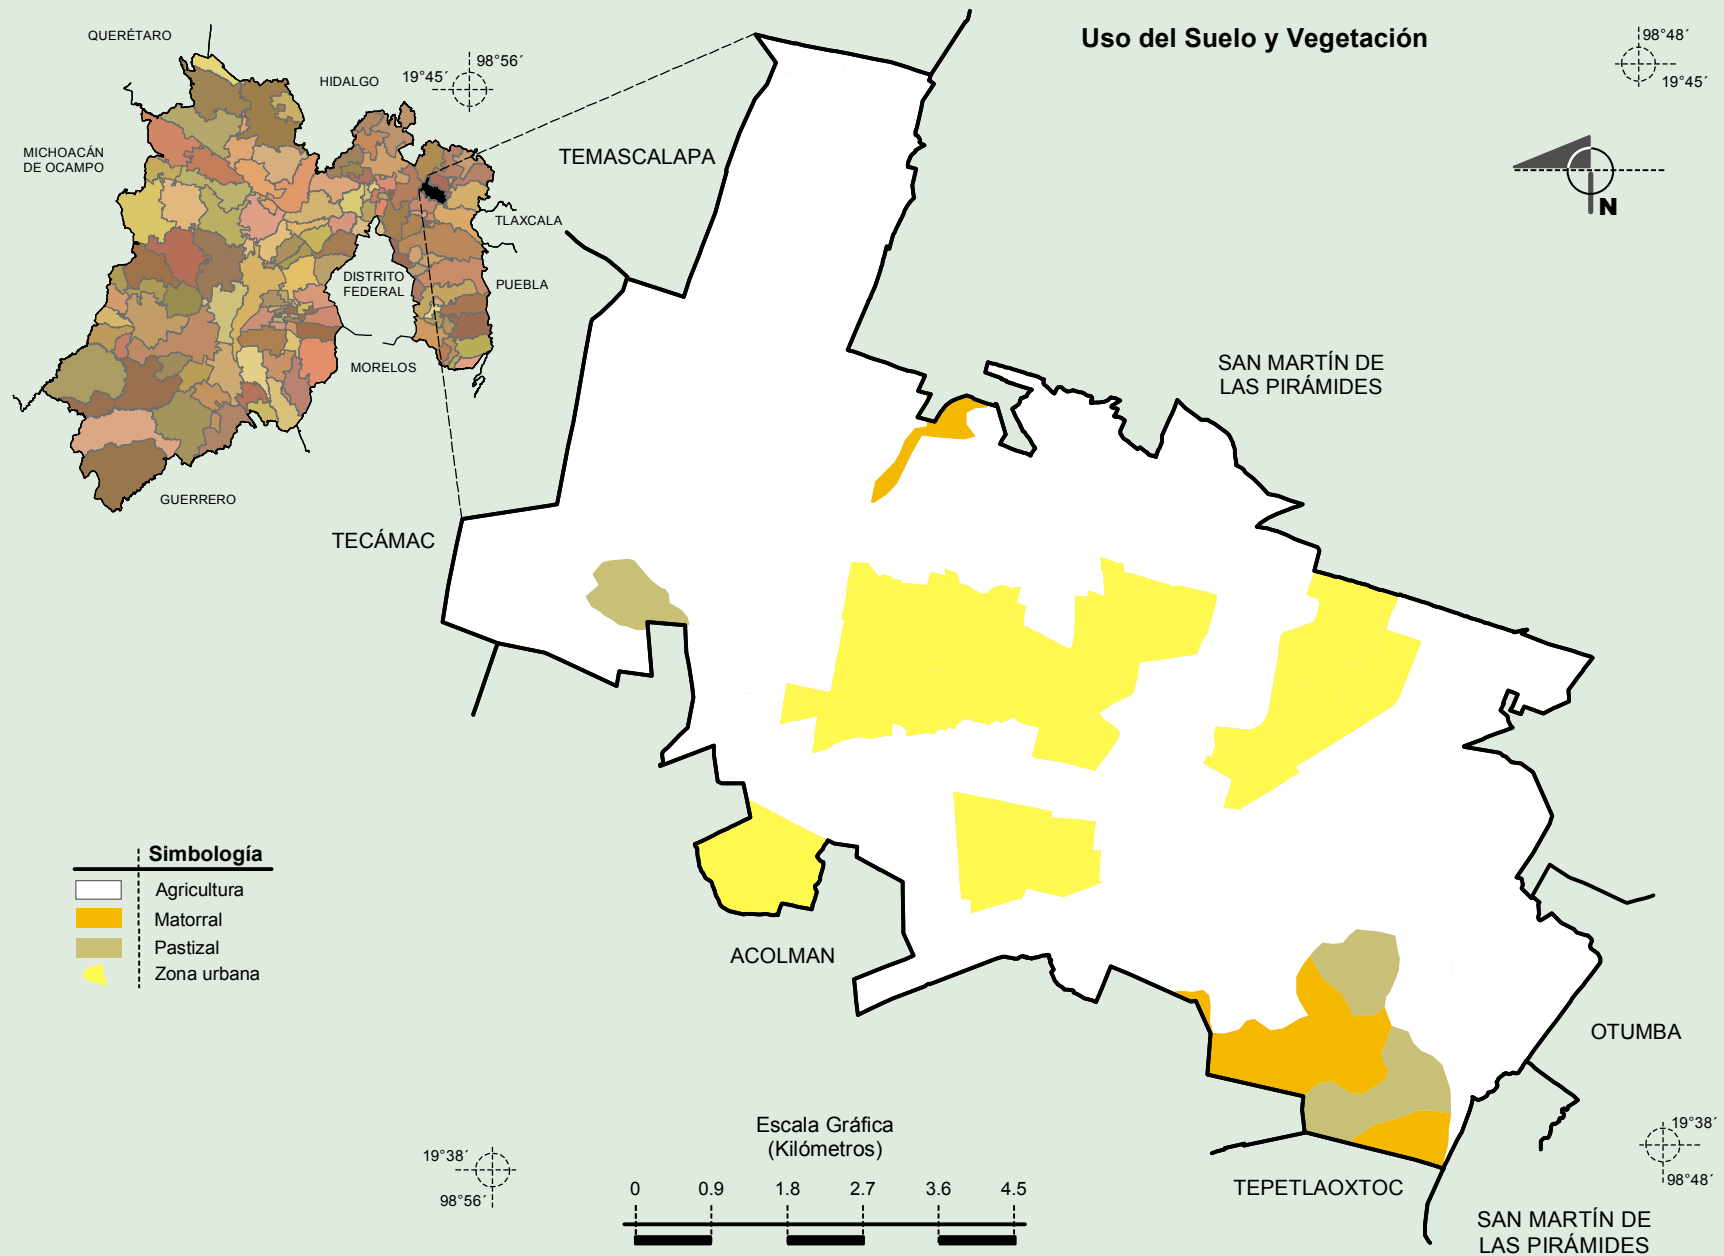 Uso del Suelo y Vegetación
QUERÉTARO
HIDALGO
19°45´
98°56´
98°48´
19°45´
MICHOACÁN
DE OCAMPO
TEMASCALAPA
N
TLAXCALA
DISTRITO
FEDERAL
PUEBLA
MORELOS
SAN MARTÍN DE
LAS PIRÁMIDES
GUERRERO
TECÁMAC
Simbología
Agricultura
Matorral
Pastizal
Zona urbana
ACOLMAN
OTUMBA
Escala Gráfica
(Kilómetros)
0 0.9 1.8 2.7 3.6 4.5
19°38´
98°56´
19°38´
98°48´
TEPETLAOXTOC
SAN MARTÍN DE
LAS PIRÁMIDES